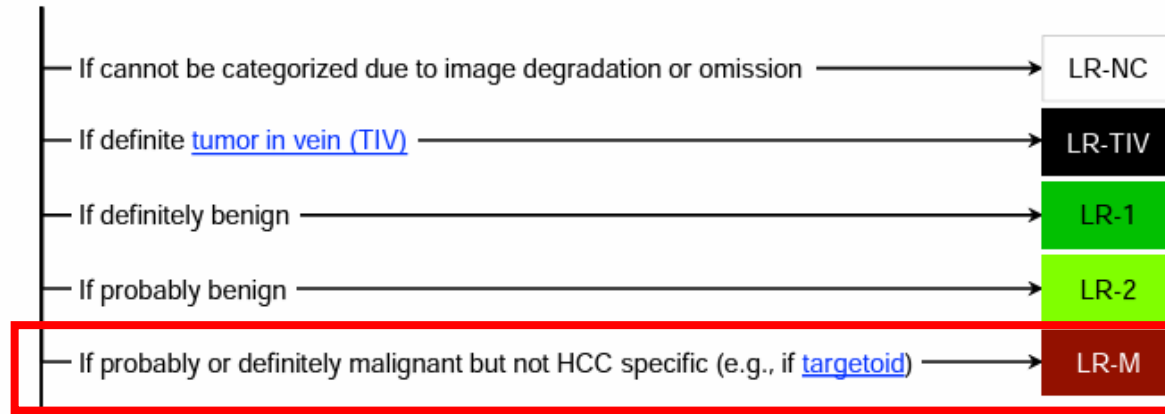 If cannot be categorized due to image degradation or omission LR-NC
If definite tumor in vein (TIV) LR-TIV
If definitely benign LR-1
If probably benign LR-2
If probably or definitely malignant but not HCC specific (e.g., if targetoid) LR-M